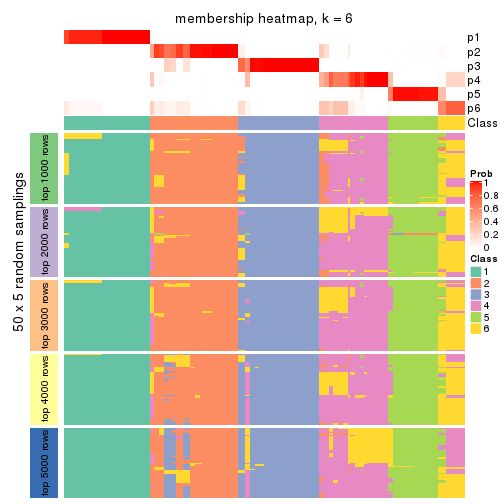 membership heatmap, k = 6
p1
p2
p3
p4
p5
p6
Class
50 x 5 random samplings
top 1000 rows
top 2000 rows
top 3000 rows
top 4000 rows
top 5000 rows
Prob
1
0.8
0.6
0.4
0.2
0
Class
1
2
3
4
5
6